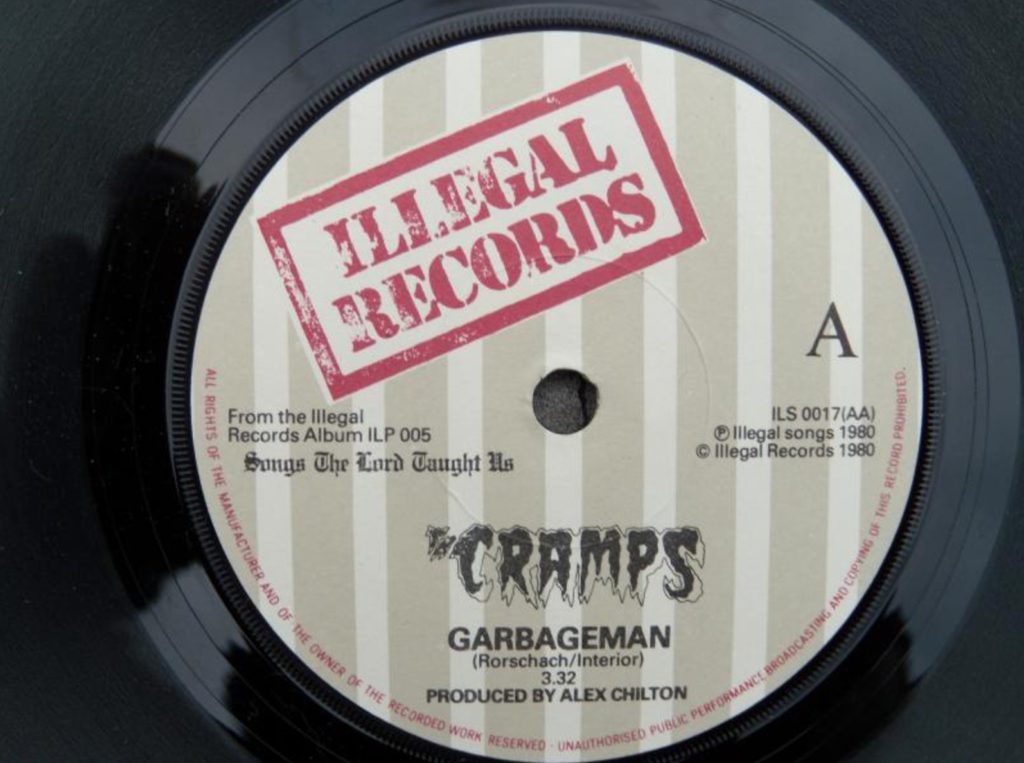 ILLEGAL
RECORDS
A
From the Illegal
Records Album ILP 005
Songs The Lord Taught Us
ILS 0017(AA)
℗ Illegal songs 1980
© Illegal Records 1980
The CRAMPS
GARBAGEMAN
(Rorschach/Interior)
3.32
PRODUCED BY ALEX CHILTON
ALL RIGHTS OF THE MANUFACTURER AND OF THE OWNER OF THE RECORDED WORK RESERVED · UNAUTHORISED PUBLIC PERFORMANCE BROADCASTING AND COPYING OF THIS RECORD PROHIBITED.